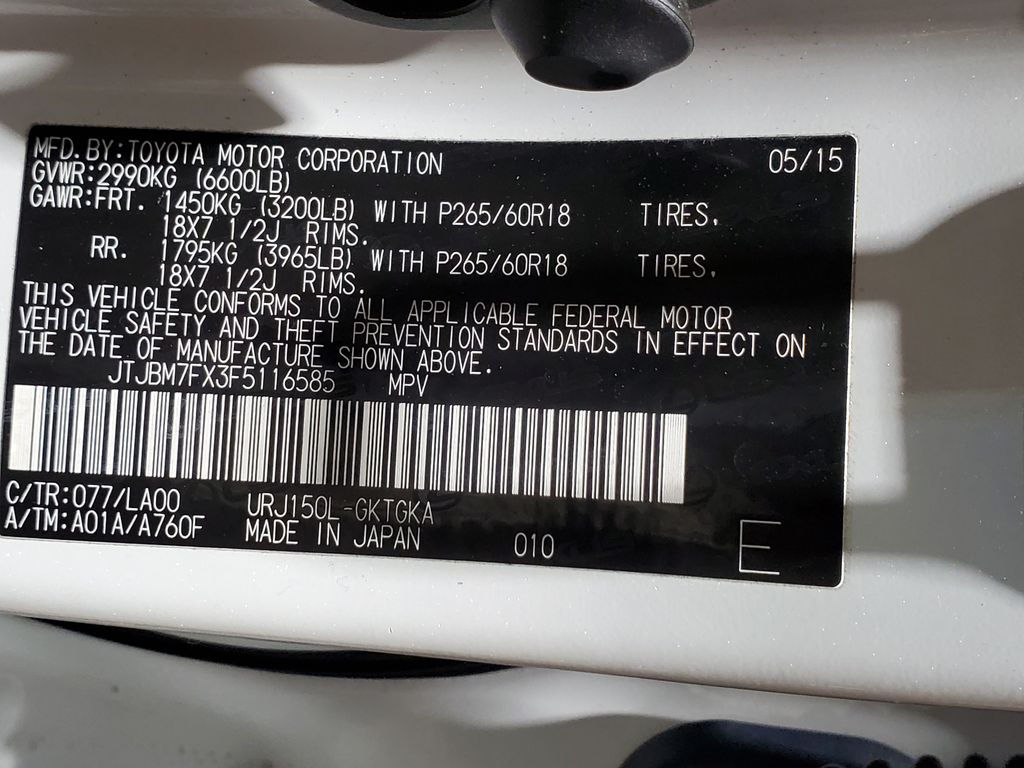 MFD.BY:TOYOTA MOTOR CORPORATION 05/15
GVWR:2990KG (6600LB)
GAWR:FRT. 1450KG (3200LB) WITH P265/60R18 TIRES,
18X7 1/2J RIMS.
RR. 1795KG (3965LB) WITH P265/60R18 TIRES,
18X7 1/2J RIMS.
THIS VEHICLE CONFORMS TO ALL APPLICABLE FEDERAL MOTOR
VEHICLE SAFETY AND THEFT PREVENTION STANDARDS IN EFFECT ON
THE DATE OF MANUFACTURE SHOWN ABOVE.
JTJBM7FX3F5116585 MPV
C/TR:077/LA00 URJ150L-GKTGKA
A/TM:A01A/A760F MADE IN JAPAN 010 E